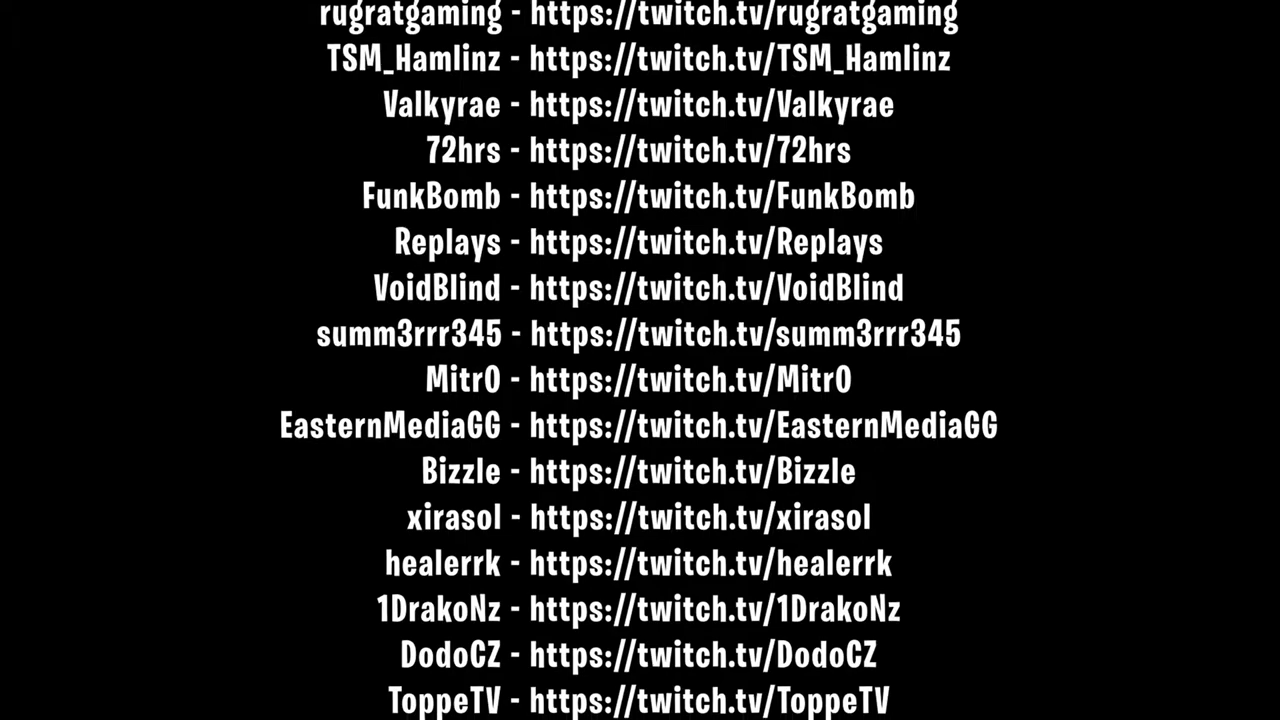 rugratgaming - https://twitch.tv/rugratgaming
TSM_Hamlinz - https://twitch.tv/TSM_Hamlinz
Valkyrae - https://twitch.tv/Valkyrae
72hrs - https://twitch.tv/72hrs
FunkBomb - https://twitch.tv/FunkBomb
Replays - https://twitch.tv/Replays
VoidBlind - https://twitch.tv/VoidBlind
summ3rrr345 - https://twitch.tv/summ3rrr345
Mitr0 - https://twitch.tv/Mitr0
EasternMediaGG - https://twitch.tv/EasternMediaGG
Bizzle - https://twitch.tv/Bizzle
xirasol - https://twitch.tv/xirasol
healerrk - https://twitch.tv/healerrk
1DrakoNz - https://twitch.tv/1DrakoNz
DodoCZ - https://twitch.tv/DodoCZ
ToppeTV - https://twitch.tv/ToppeTV